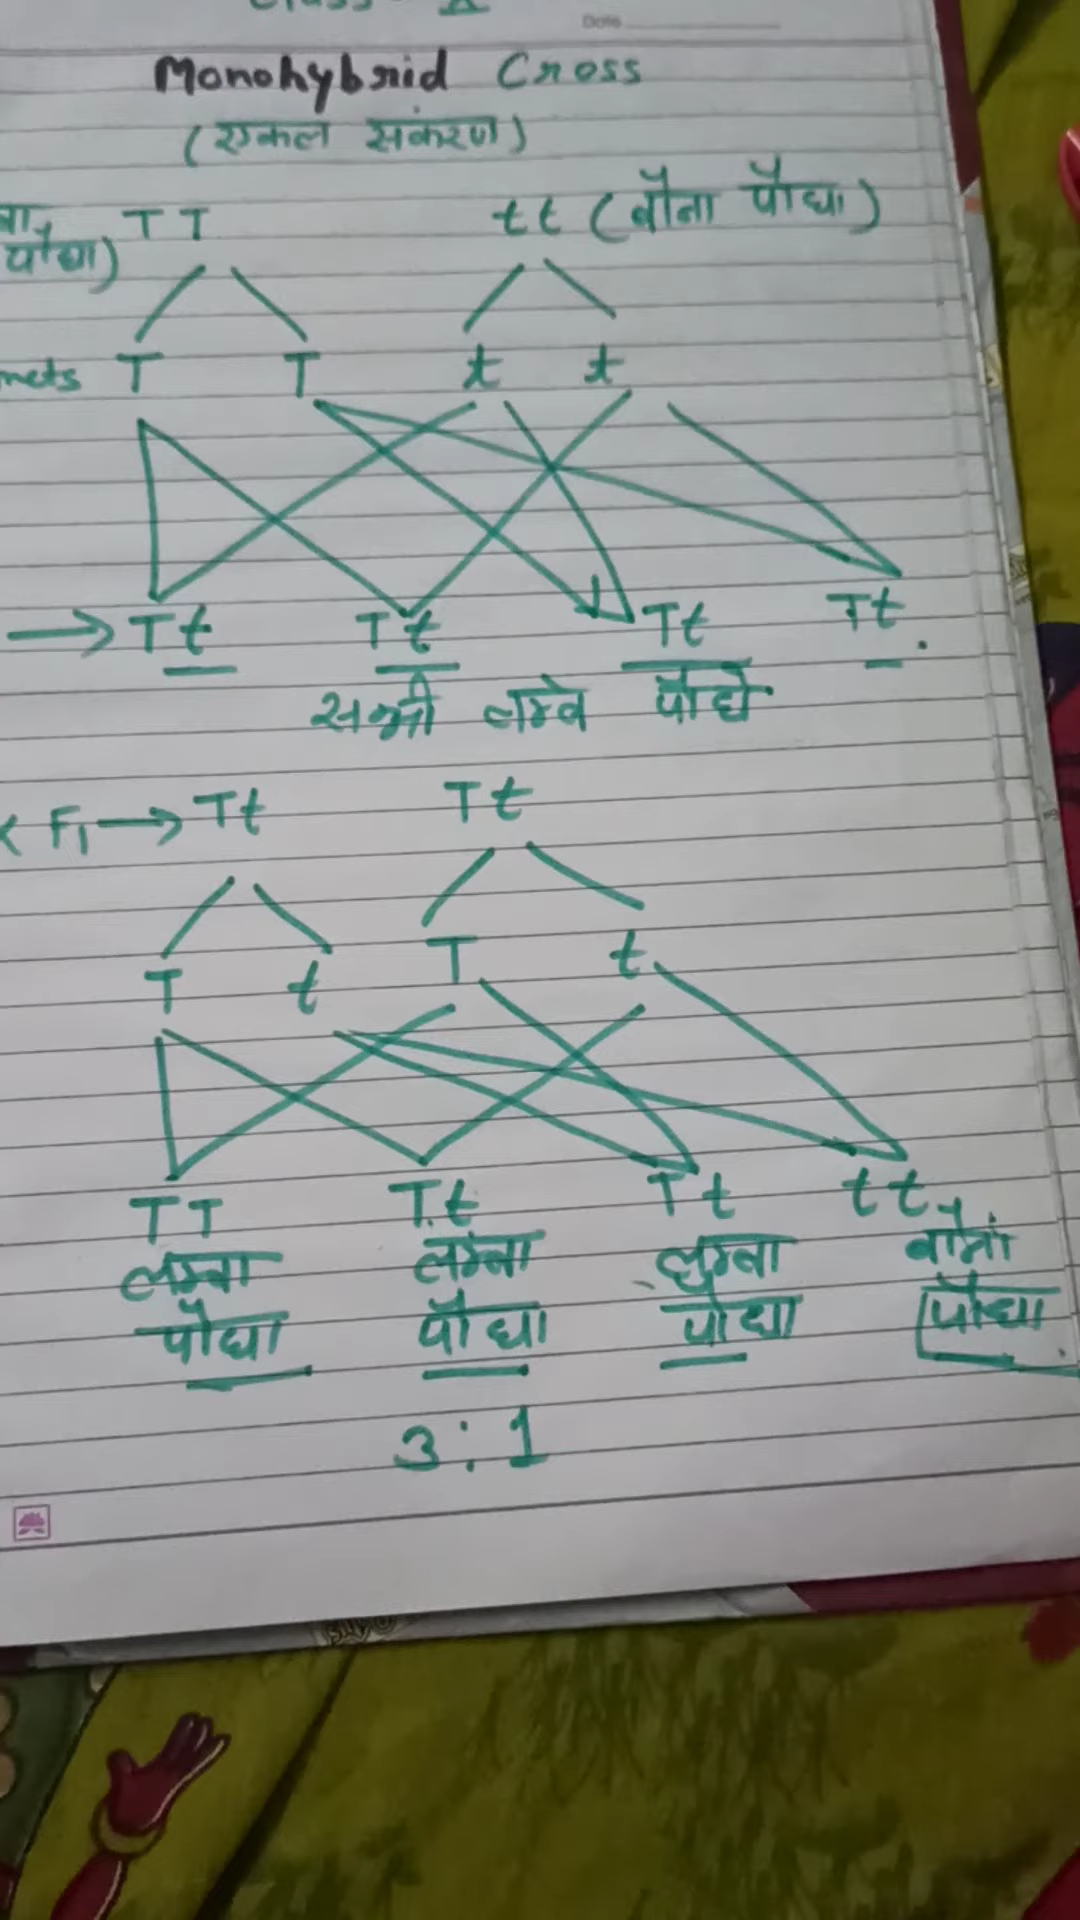 Date
Monohybrid Cross
(एकल संकरण)
TT tt (बौना पौधा)
पौधा)
T T t t
→ Tt Tt Tt Tt.
सभी लम्बे पौधे
F₁ → Tt Tt
T t T t
TT Tt Tt tt
लम्बा लम्बा लम्बा बौना
पौधा पौधा पौधा पौधा
3:1